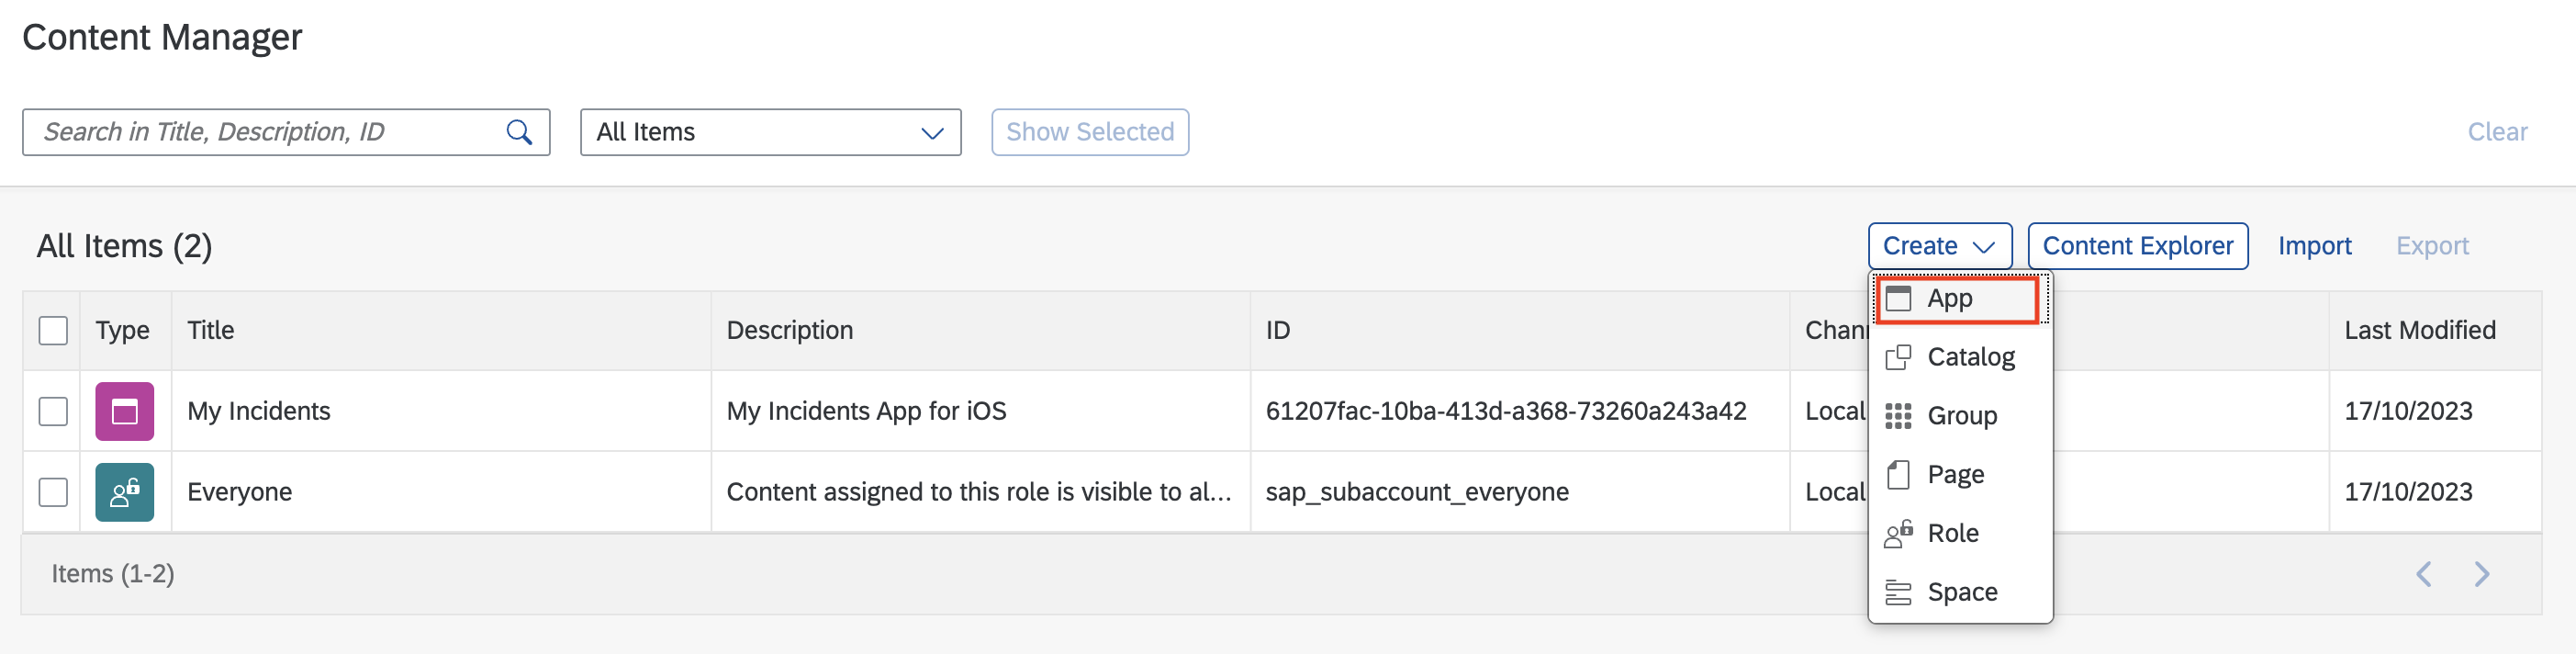 Content Manager
Search in Title, Description, ID All Items Show Selected Clear
All Items (2) Create Content Explorer Import Export
Type Title Description ID Last Modified
My Incidents My Incidents App for iOS 61207fac-10ba-413d-a368-73260a243a42 Local 17/10/2023
Everyone Content assigned to this role is visible to al... sap_subaccount_everyone Local 17/10/2023
Items (1-2)
App
Catalog
Group
Page
Role
Space